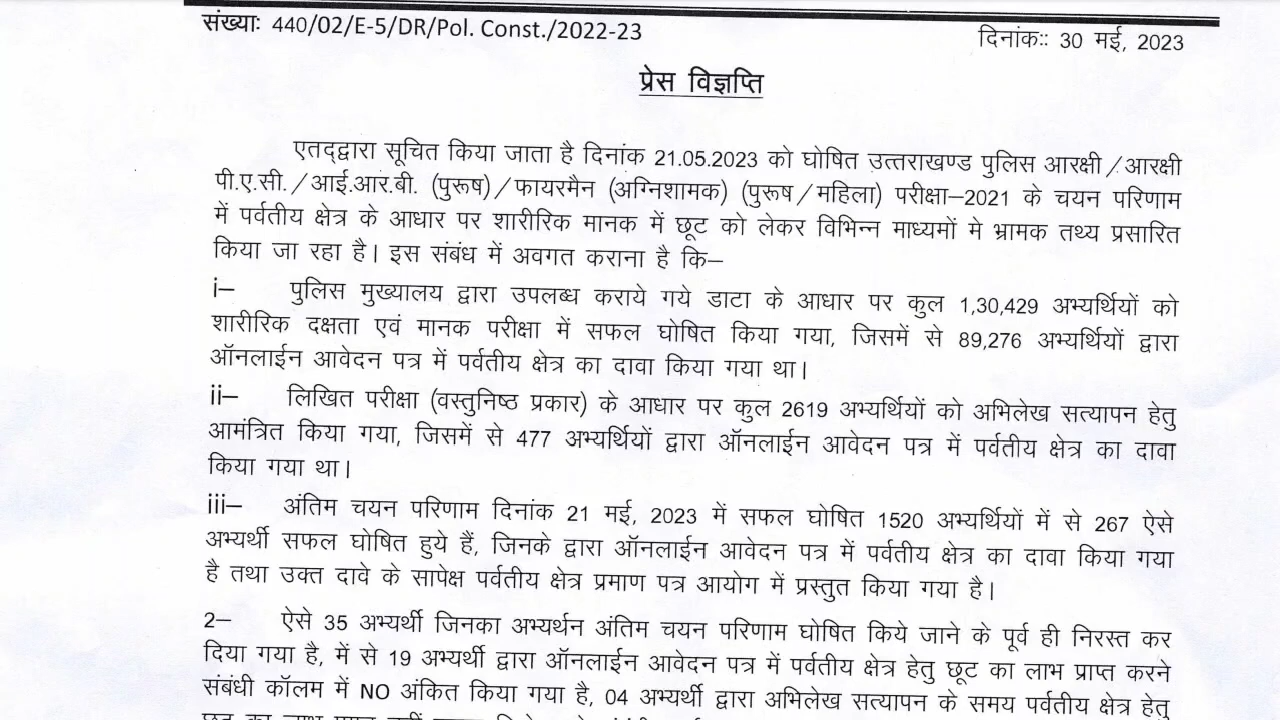 संख्याः 440/02/E-5/DR/Pol. Const./2022-23
दिनांकः: 30 मई, 2023
प्रेस विज्ञप्ति
एतद्द्वारा सूचित किया जाता है दिनांक 21.05.2023 को घोषित उत्तराखण्ड पुलिस आरक्षी/आरक्षी
पी.ए.सी./आई.आर.बी. (पुरूष)/फायरमैन (अग्निशामक) (पुरूष/महिला) परीक्षा–2021 के चयन परिणाम
में पर्वतीय क्षेत्र के आधार पर शारीरिक मानक में छूट को लेकर विभिन्न माध्यमों मे भ्रामक तथ्य प्रसारित
किया जा रहा है। इस संबंध में अवगत कराना है कि–
i– पुलिस मुख्यालय द्वारा उपलब्ध कराये गये डाटा के आधार पर कुल 1,30,429 अभ्यर्थियों को
शारीरिक दक्षता एवं मानक परीक्षा में सफल घोषित किया गया, जिसमें से 89,276 अभ्यर्थियों द्वारा
ऑनलाईन आवेदन पत्र में पर्वतीय क्षेत्र का दावा किया गया था।
ii– लिखित परीक्षा (वस्तुनिष्ठ प्रकार) के आधार पर कुल 2619 अभ्यर्थियों को अभिलेख सत्यापन हेतु
आमंत्रित किया गया, जिसमें से 477 अभ्यर्थियों द्वारा ऑनलाईन आवेदन पत्र में पर्वतीय क्षेत्र का दावा
किया गया था।
iii– अंतिम चयन परिणाम दिनांक 21 मई, 2023 में सफल घोषित 1520 अभ्यर्थियों में से 267 ऐसे
अभ्यर्थी सफल घोषित हुये हैं, जिनके द्वारा ऑनलाईन आवेदन पत्र में पर्वतीय क्षेत्र का दावा किया गया
है तथा उक्त दावे के सापेक्ष पर्वतीय क्षेत्र प्रमाण पत्र आयोग में प्रस्तुत किया गया है।
2– ऐसे 35 अभ्यर्थी जिनका अभ्यर्थन अंतिम चयन परिणाम घोषित किये जाने के पूर्व ही निरस्त कर
दिया गया है, में से 19 अभ्यर्थी द्वारा ऑनलाईन आवेदन पत्र में पर्वतीय क्षेत्र हेतु छूट का लाभ प्राप्त करने
संबंधी कॉलम में NO अंकित किया गया है, 04 अभ्यर्थी द्वारा अभिलेख सत्यापन के समय पर्वतीय क्षेत्र हेतु